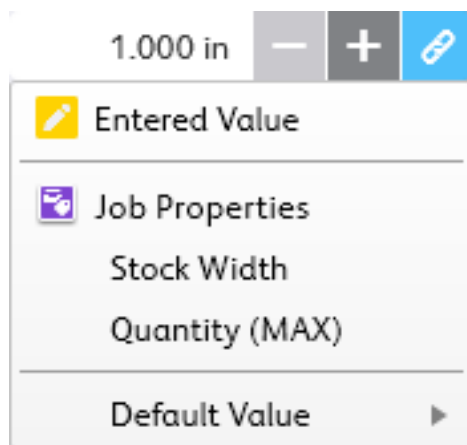 1.000 in
Entered Value
Job Properties
Stock Width
Quantity (MAX)
Default Value